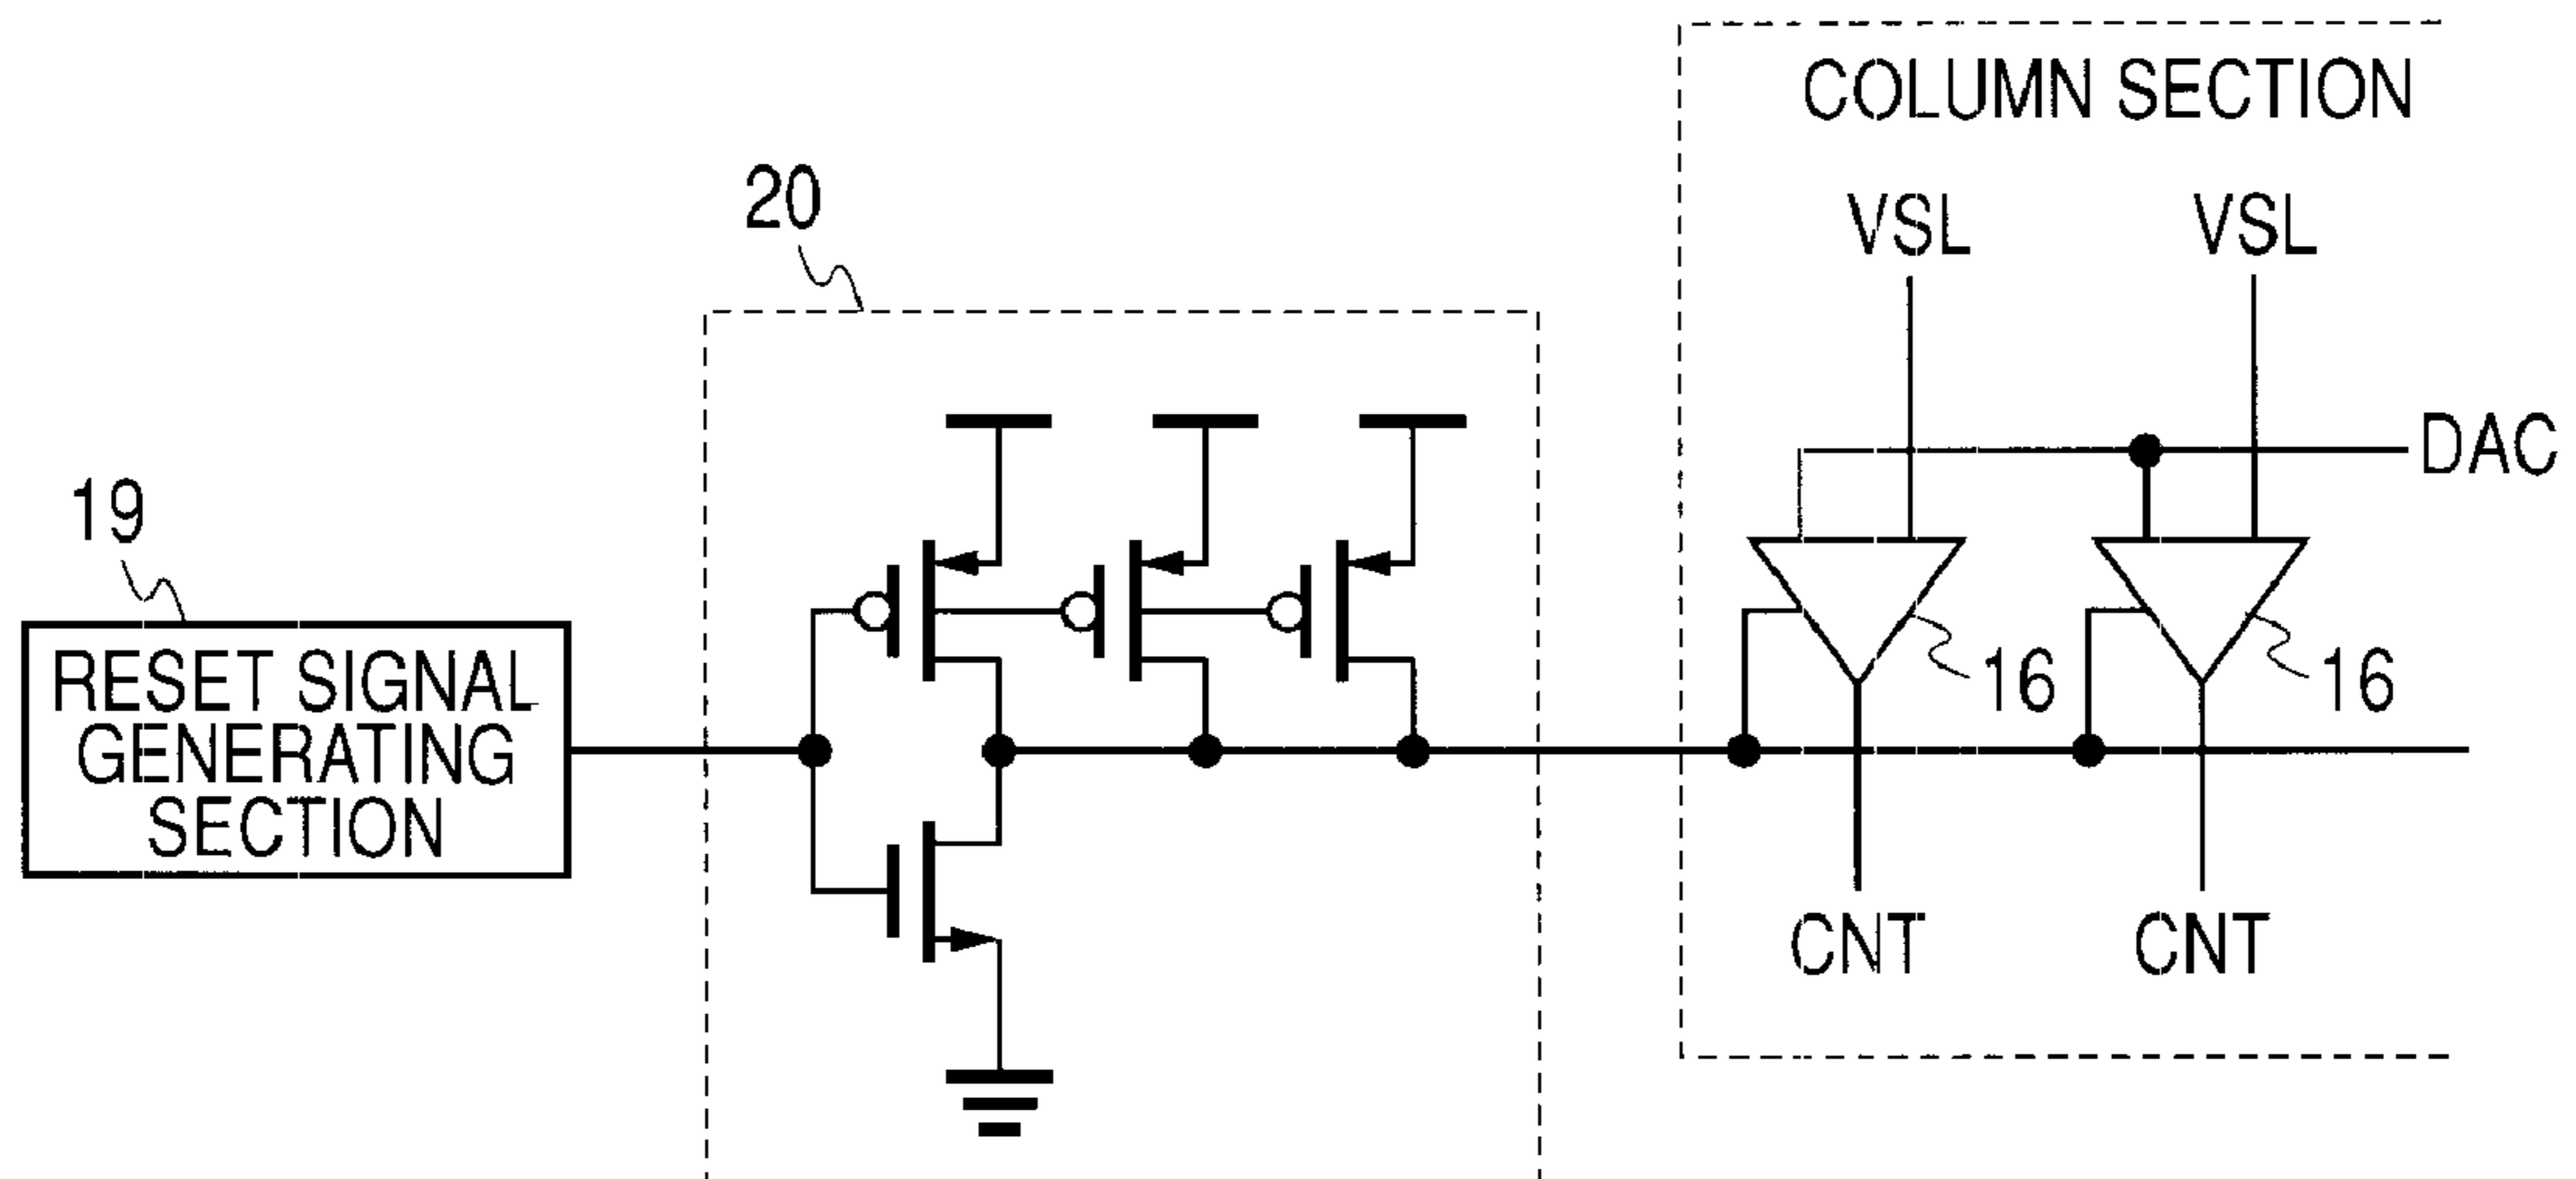 COLUMN SECTION
20
VSL VSL
DAC
19
RESET SIGNAL
GENERATING
SECTION
16 16
CNT CNT